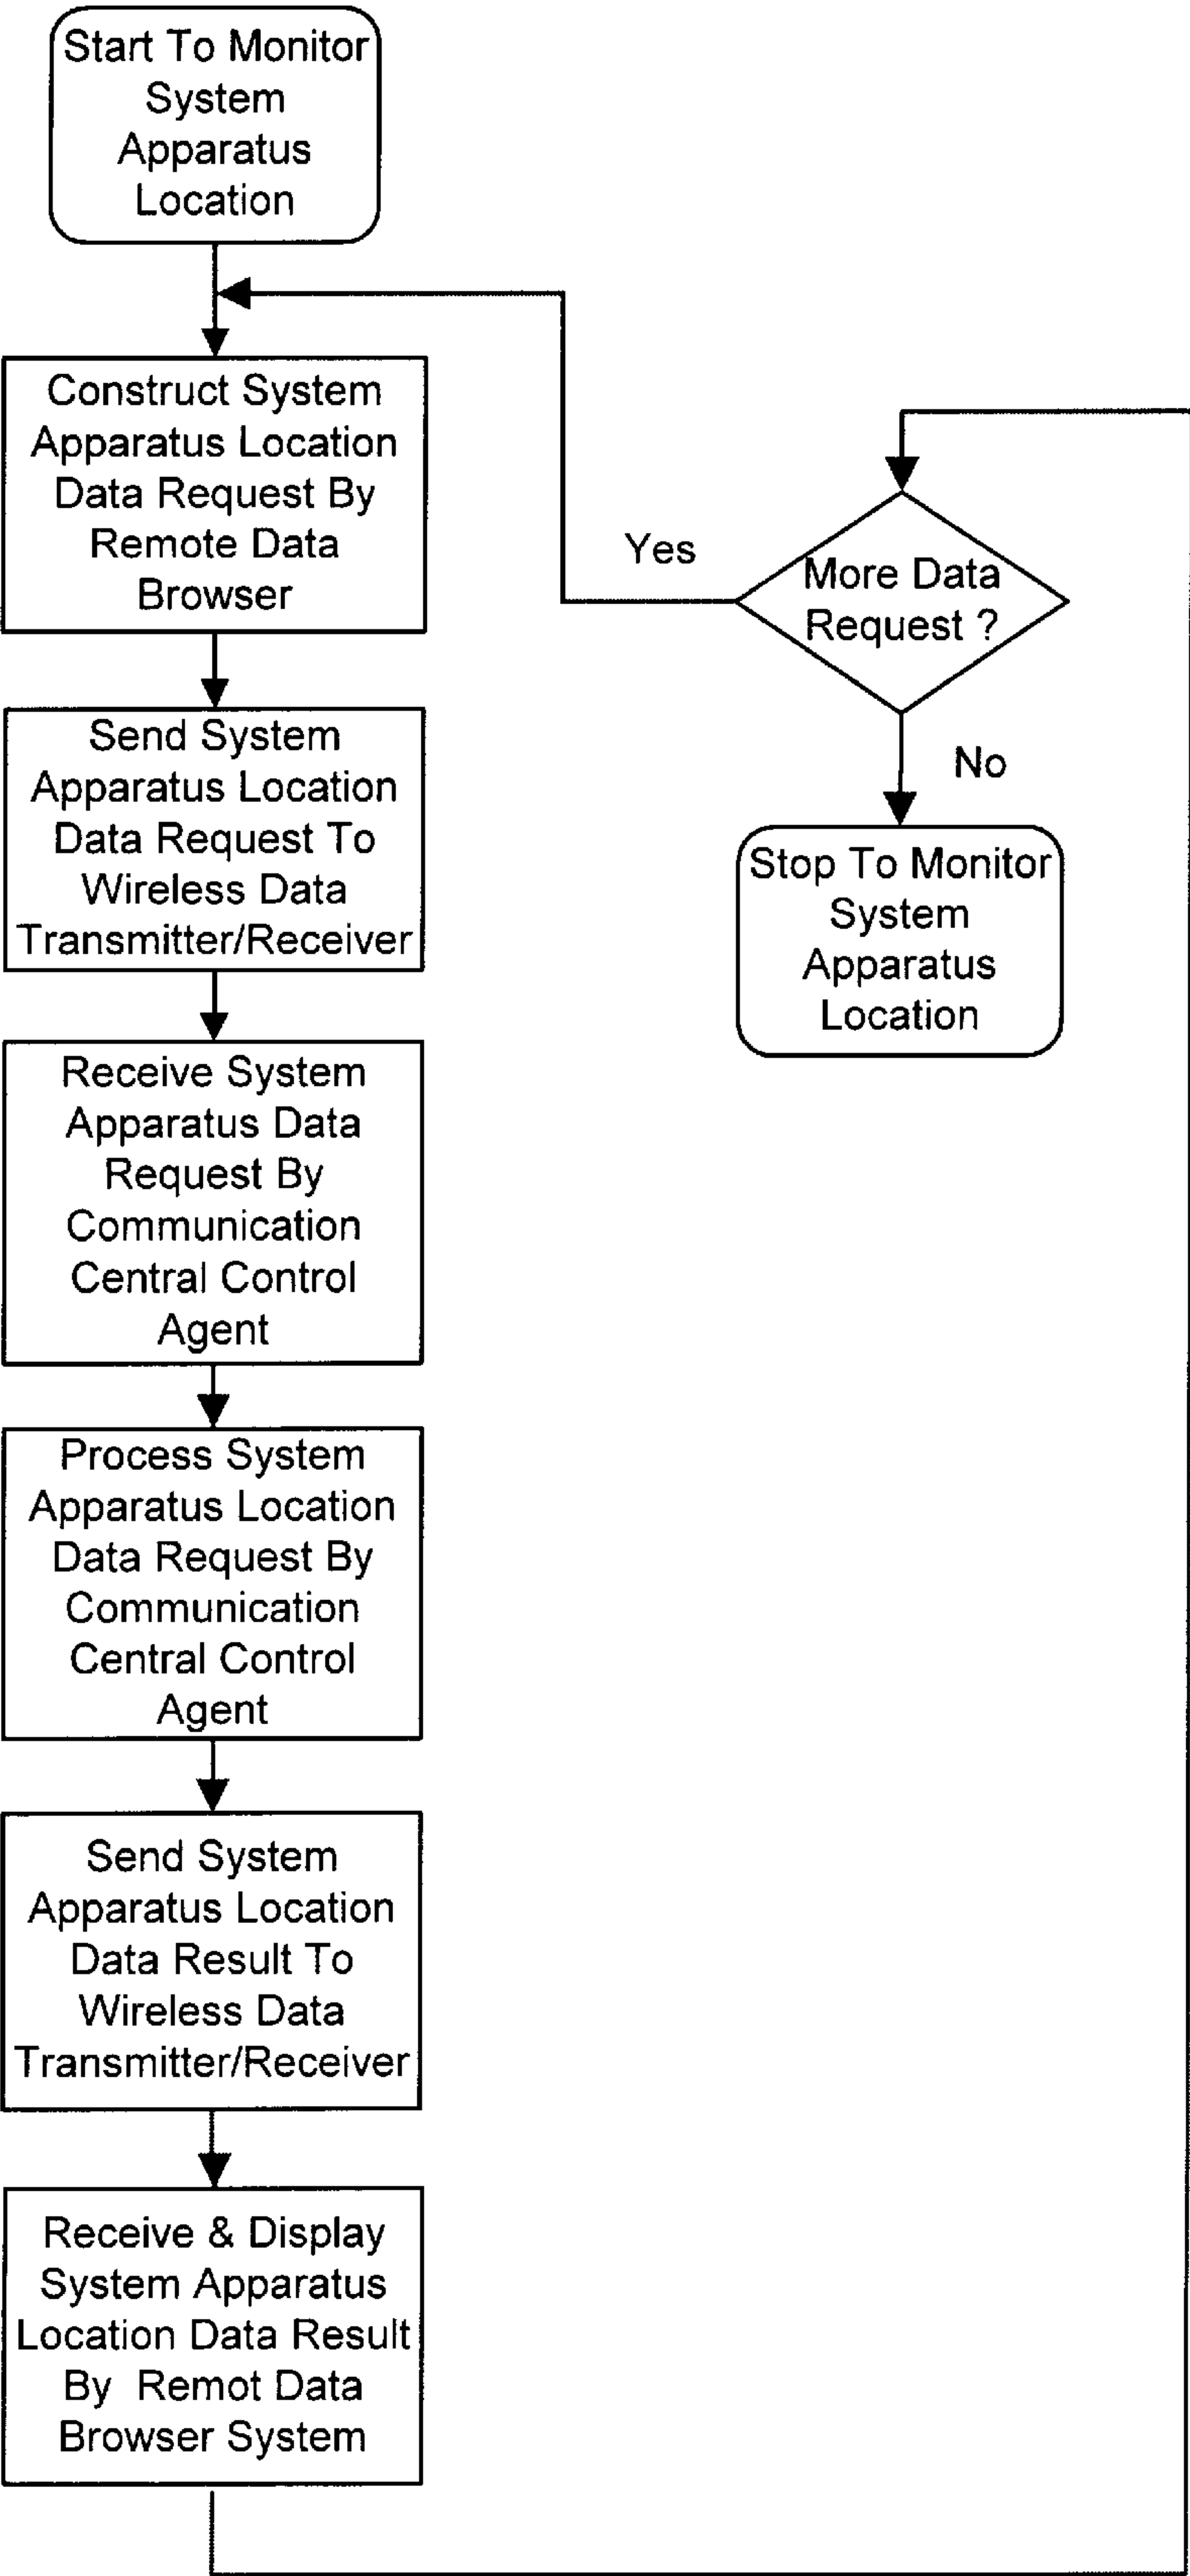 Start To Monitor
System
Apparatus
Location
Construct System
Apparatus Location
Data Request By
Remote Data
Browser
Send System
Apparatus Location
Data Request To
Wireless Data
Transmitter/Receiver
Receive System
Apparatus Data
Request By
Communication
Central Control
Agent
Process System
Apparatus Location
Data Request By
Communication
Central Control
Agent
Send System
Apparatus Location
Data Result To
Wireless Data
Transmitter/Receiver
Receive & Display
System Apparatus
Location Data Result
By Remot Data
Browser System
More Data
Request ?
Yes
No
Stop To Monitor
System
Apparatus
Location